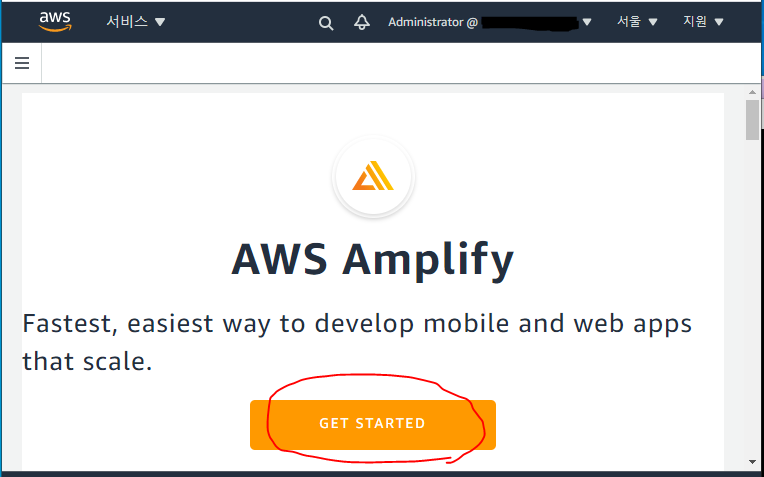 aws 서비스 Administrator @ 서울 지원
AWS Amplify
Fastest, easiest way to develop mobile and web apps
that scale.
GET STARTED